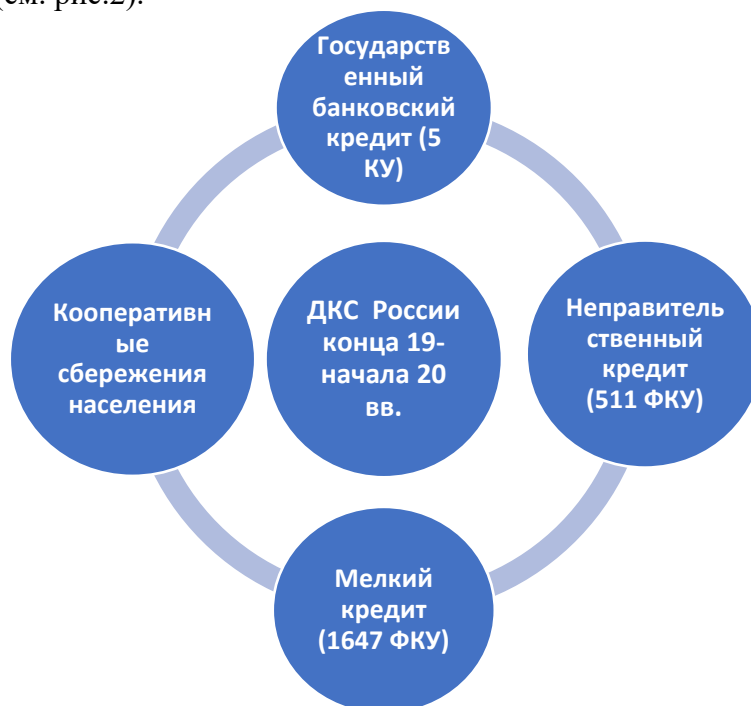 (см. рис.2).
Государств
енный
банковский
кредит (5
КУ)
Кооперативн
ые
сбережения
населения
ДКС России
конца 19-
начала 20
вв.
Неправитель
ственный
кредит
(511 ФКУ)
Мелкий
кредит
(1647 ФКУ)